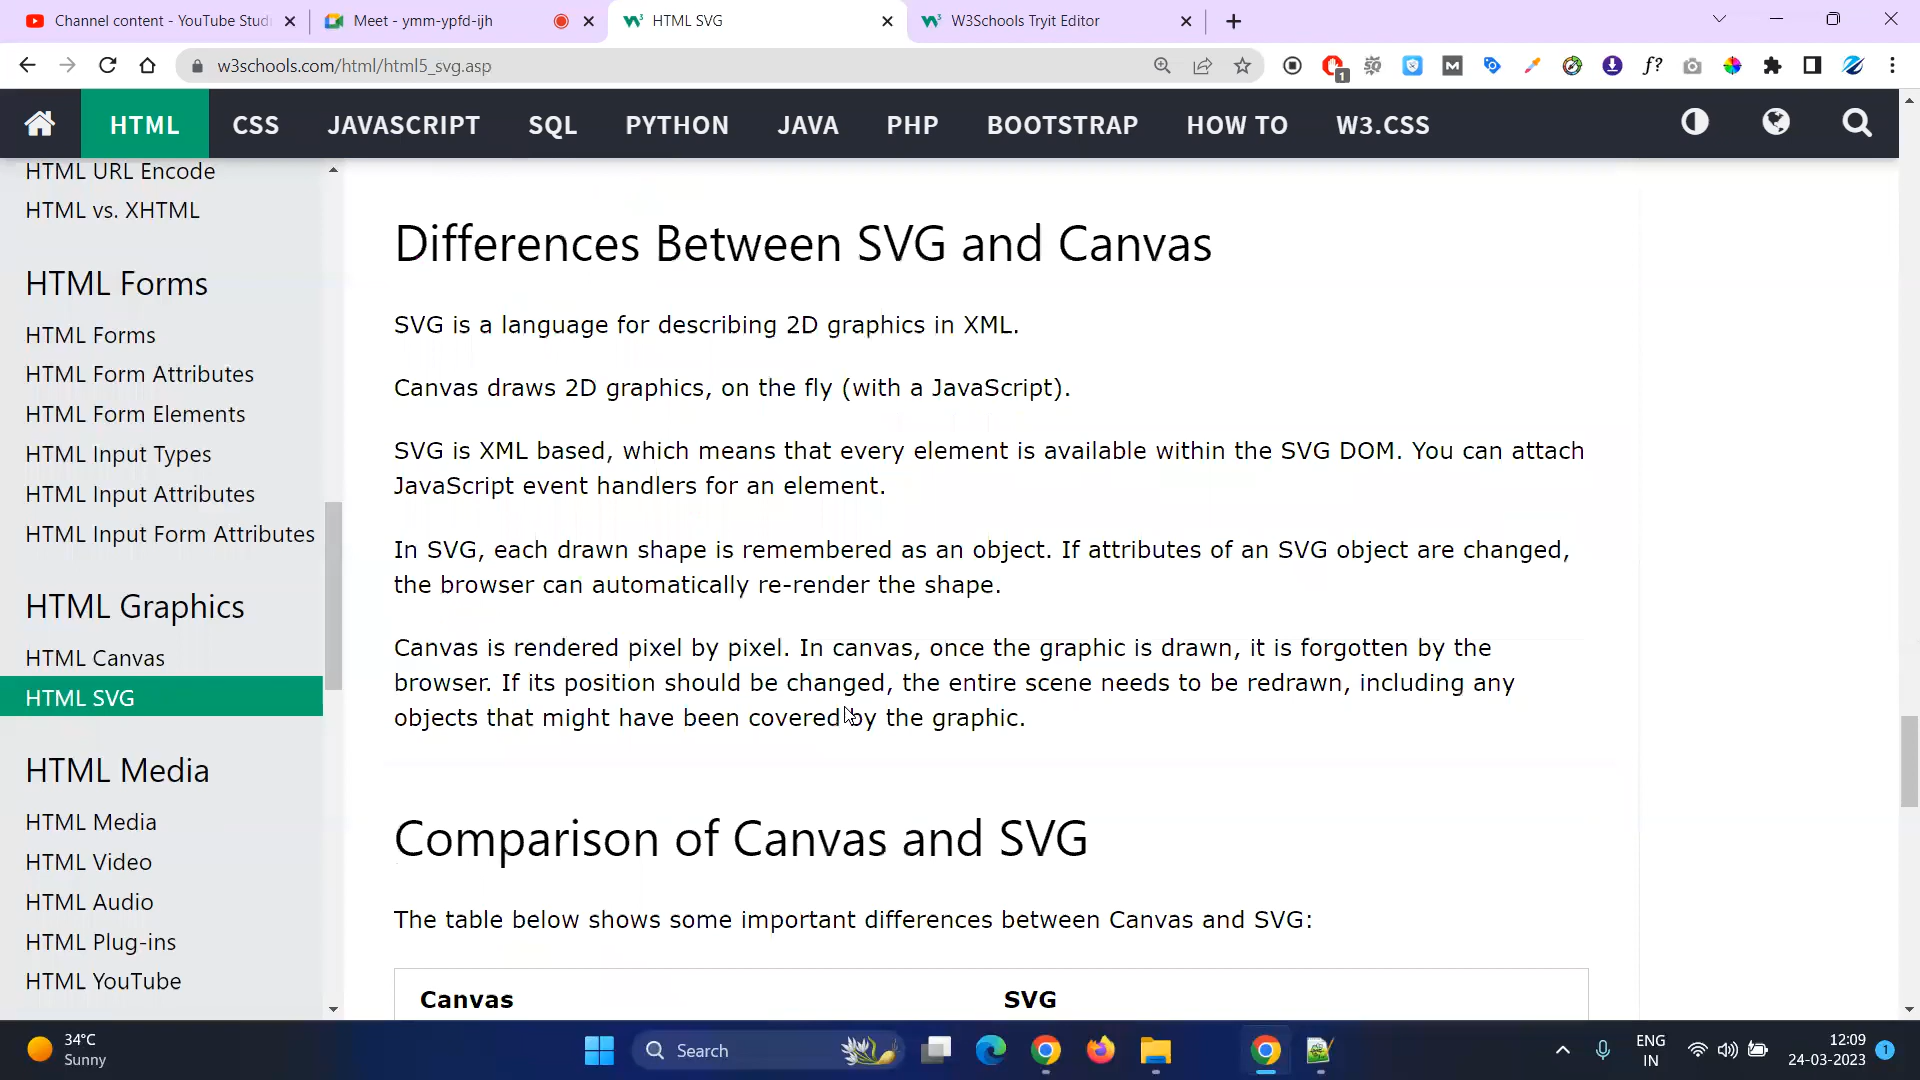 Channel content - YouTube Stud
Meet - ymm-ypfd-ijh
HTML SVG
W3Schools Tryit Editor
w3schools.com/html/html5_svg.asp
1
f?
HTML
CSS
JAVASCRIPT
SQL
PYTHON
JAVA
PHP
BOOTSTRAP
HOW TO
W3.CSS
HTML URL Encode
HTML vs. XHTML
HTML Forms
HTML Forms
HTML Form Attributes
HTML Form Elements
HTML Input Types
HTML Input Attributes
HTML Input Form Attributes
HTML Graphics
HTML Canvas
HTML SVG
HTML Media
HTML Media
HTML Video
HTML Audio
HTML Plug-ins
HTML YouTube
Differences Between SVG and Canvas
SVG is a language for describing 2D graphics in XML.
Canvas draws 2D graphics, on the fly (with a JavaScript).
SVG is XML based, which means that every element is available within the SVG DOM. You can attach
JavaScript event handlers for an element.
In SVG, each drawn shape is remembered as an object. If attributes of an SVG object are changed,
the browser can automatically re-render the shape.
Canvas is rendered pixel by pixel. In canvas, once the graphic is drawn, it is forgotten by the
browser. If its position should be changed, the entire scene needs to be redrawn, including any
objects that might have been covered by the graphic.
Comparison of Canvas and SVG
The table below shows some important differences between Canvas and SVG:
Canvas
SVG
34°C
Sunny
Search
ENG
IN
12:09
24-03-2023
1